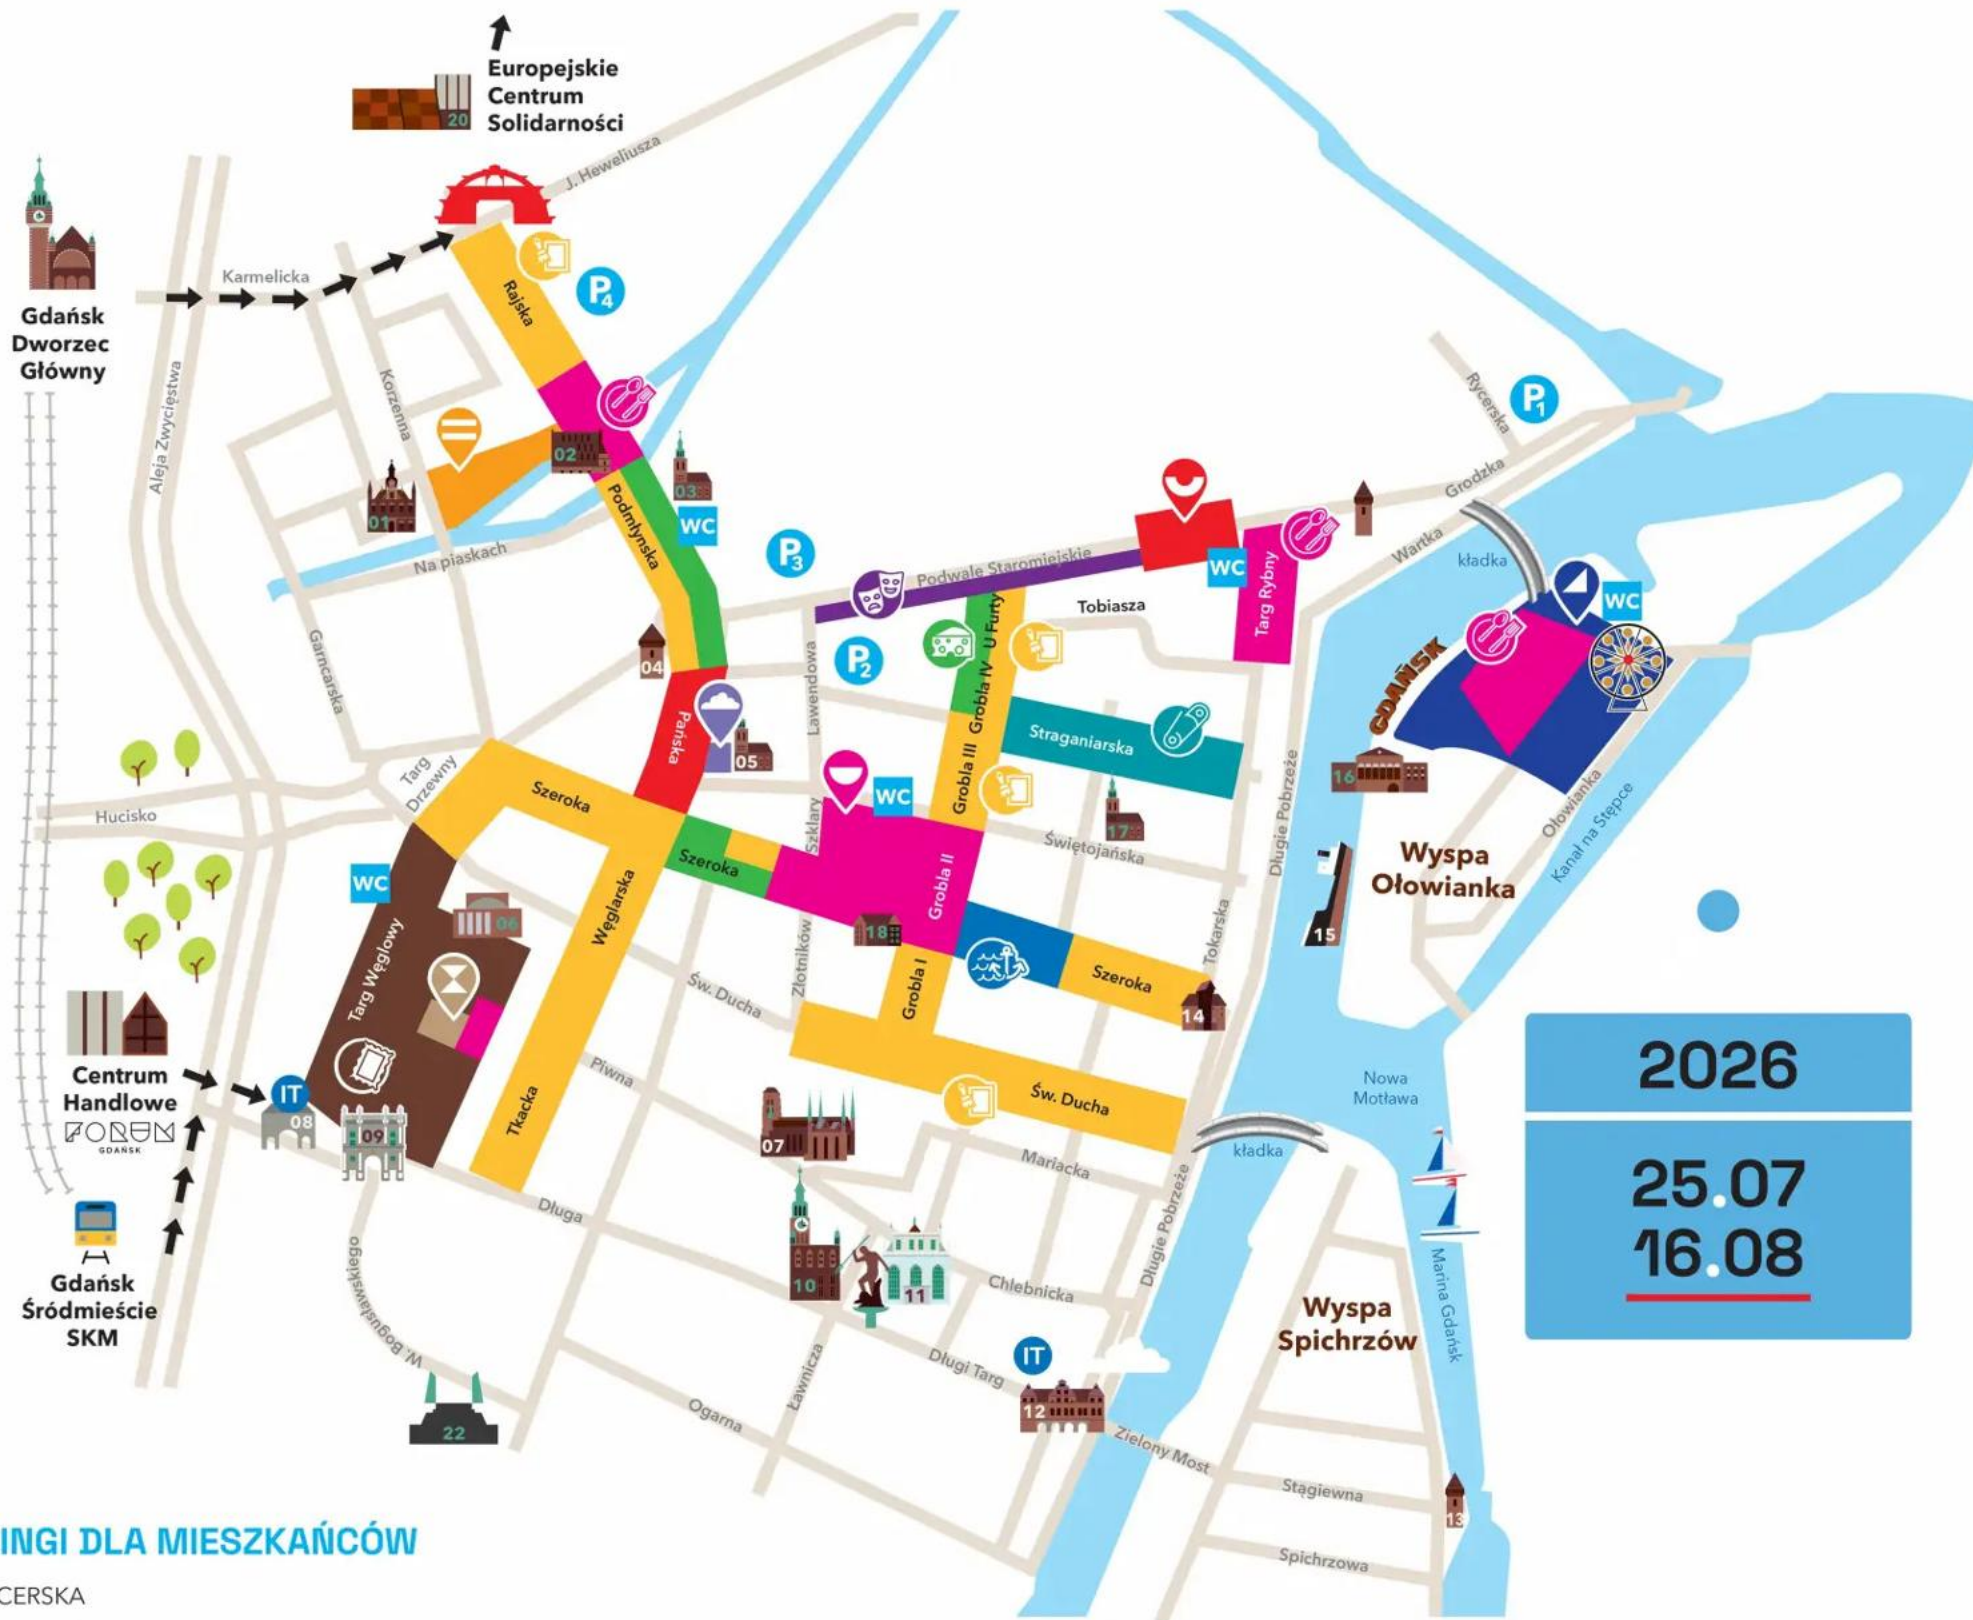 Europejskie
Centrum
Solidarności
20
J. Heweliusza
Gdańsk
Dworzec
Główny
Karmelicka
Rajska
P4
Aleja Zwycięstwa
Korzenna
Rycerska
P1
02
01
03
WC
Podmłynska
Na piaskach
P3
Grodzka
Wartka
kładka
Podwale Staromiejskie
WC
Targ Rybny
Tobiasza
WC
U Furty
04
P2
Garncarska
Lawendowa
Grobla IV
GDAŃSK
Pańska
05
Straganiarska
Targ
Drzewny
Szeroka
Grobla III
WC
16
Długie Pobrzeże
Ołowianka
Kanał na Stępce
Hucisko
Szklary
17
Świętojańska
Szeroka
Wyspa
Ołowianka
WC
Węglarska
Grobla II
06
18
15
Targ Węglowy
Złotników
Tokarska
Szeroka
Św. Ducha
Grobla I
14
Centrum
Handlowe
FORUM
GDAŃSK
IT
08
09
Piwna
Tkacka
Św. Ducha
Nowa
Motława
2026
25.07
16.08
07
Mariacka
kładka
Długa
Długie Pobrzeże
Gdańsk
Śródmieście
SKM
W. Bogusławskiego
10
11
Chlebnicka
Wyspa
Spichrzów
Marina Gdańsk
IT
Długi Targ
Ławnicza
12
Ogarna
22
Zielony Most
Stągiewna
13
Spichrzowa
INGI DLA MIESZKAŃCÓW
CERSKA